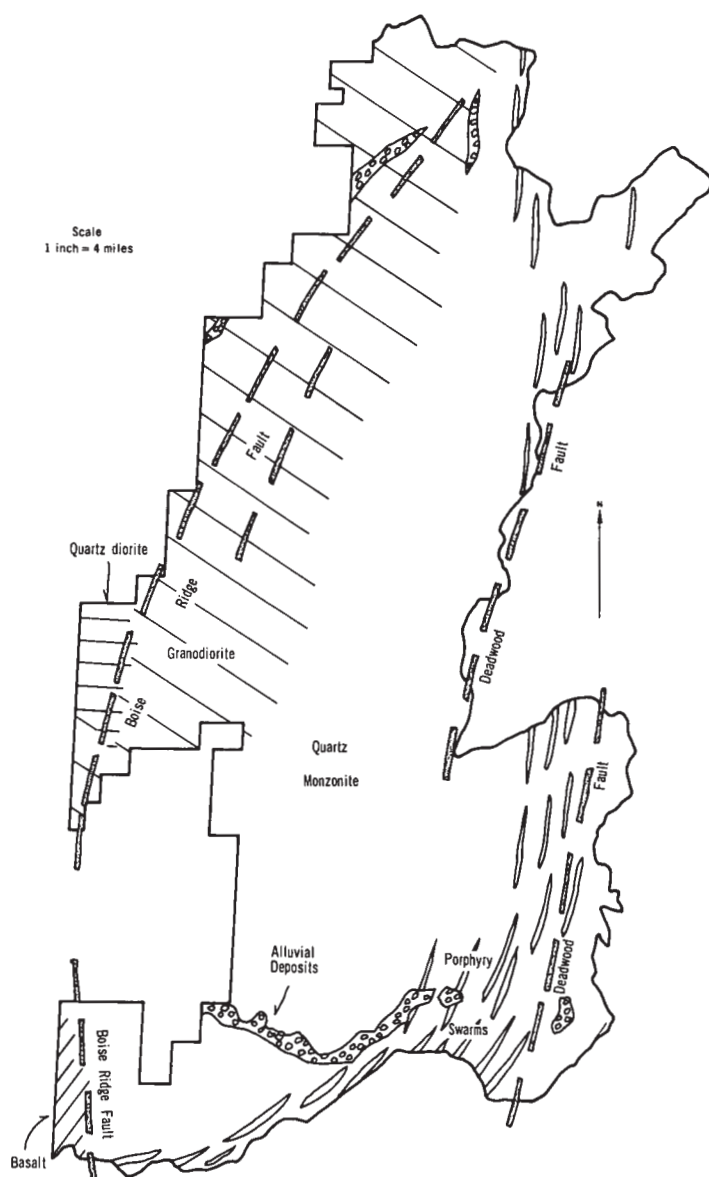 Scale
1 inch = 4 miles
Fault
Fault
N
Quartz diorite
Ridge
Granodiorite
Deadwood
Boise
Quartz
Monzonite
Fault
Alluvial
Deposits
Porphyry
Deadwood
Swarms
Boise Ridge Fault
Basalt